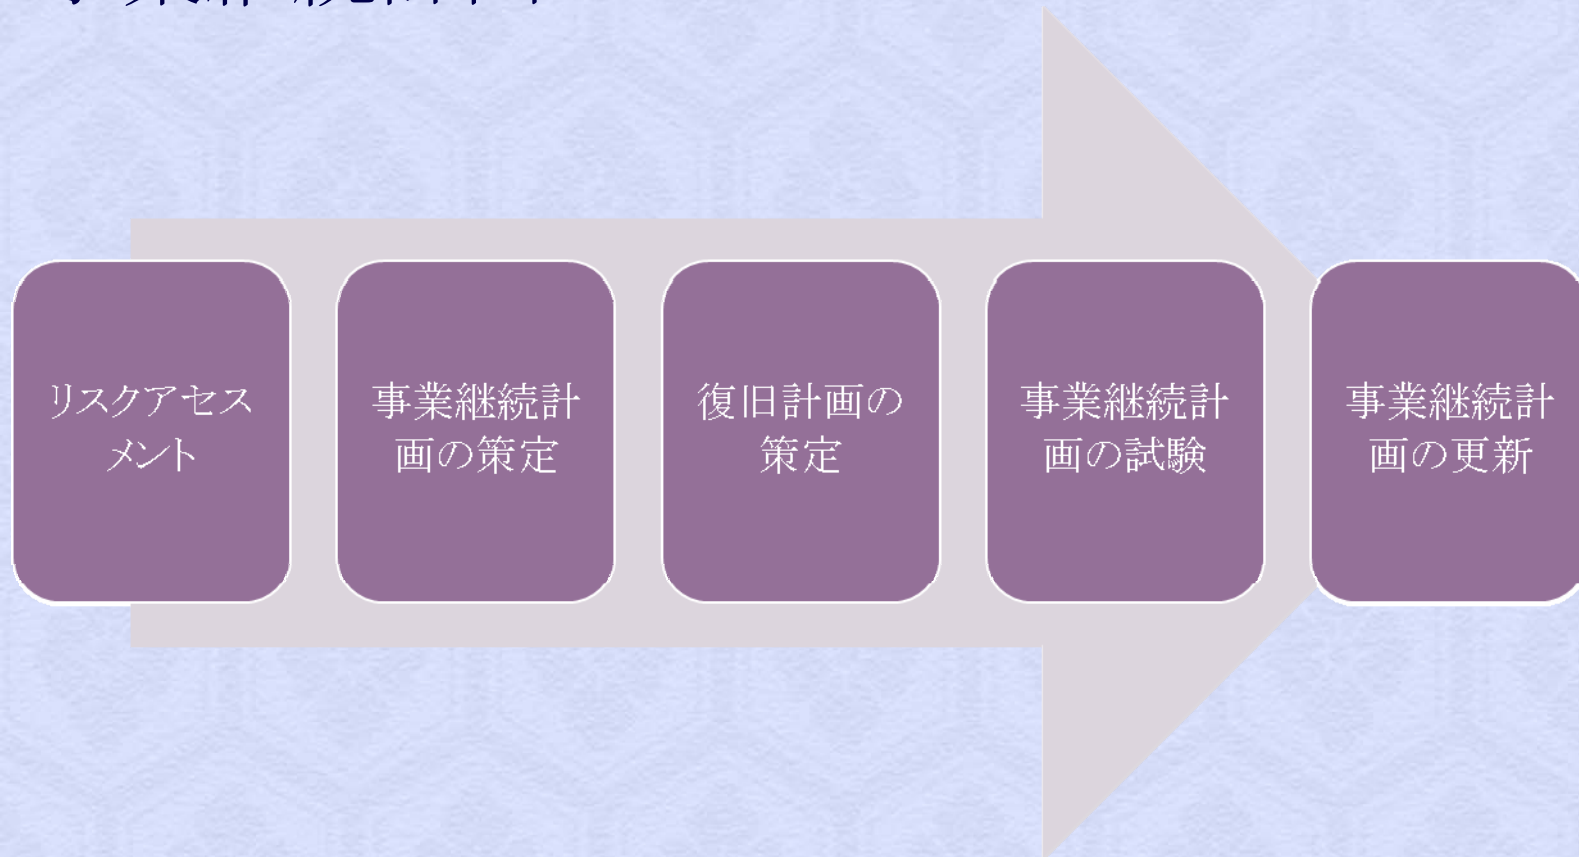 リスクアセス
メント
事業継続計
画の策定
復旧計画の
策定
事業継続計
画の試験
事業継続計
画の更新